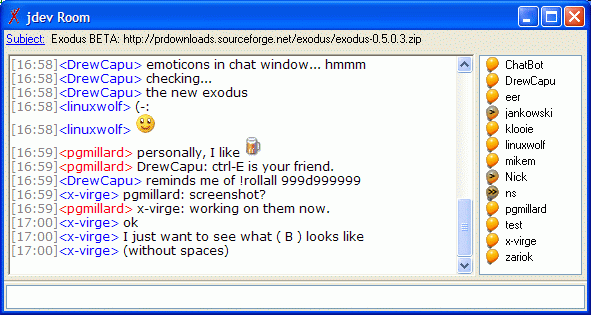 jdev Room
Subject: Exodus BETA: http://prdownloads.sourceforge.net/exodus/exodus-0.5.0.3.zip
[16:58]<DrewCapu> emoticons in chat window... hmmm
[16:58]<DrewCapu> checking...
[16:58]<DrewCapu> the new exodus
[16:58]<linuxwolf> (-:
[16:58]<linuxwolf>
[16:59]<pgmillard> personally, I like
[16:59]<pgmillard> DrewCapu: ctrl-E is your friend.
[16:59]<DrewCapu> reminds me of !rollall 999d999999
[16:59]<x-virge> pgmillard: screenshot?
[16:59]<pgmillard> x-virge: working on them now.
[17:00]<x-virge> ok
[17:00]<x-virge> I just want to see what ( B ) looks like
[17:00]<x-virge> (without spaces)
ChatBot
DrewCapu
eer
jankowski
klooie
linuxwolf
mikem
Nick
ns
pgmillard
test
x-virge
zariok